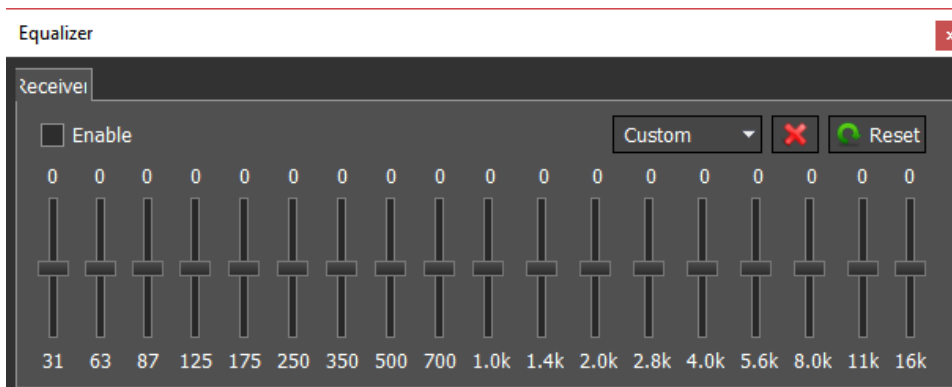 Equalizer
Receiver
Enable Custom Reset
0 0 0 0 0 0 0 0 0 0 0 0 0 0 0 0 0 0
31 63 87 125 175 250 350 500 700 1.0k 1.4k 2.0k 2.8k 4.0k 5.6k 8.0k 11k 16k